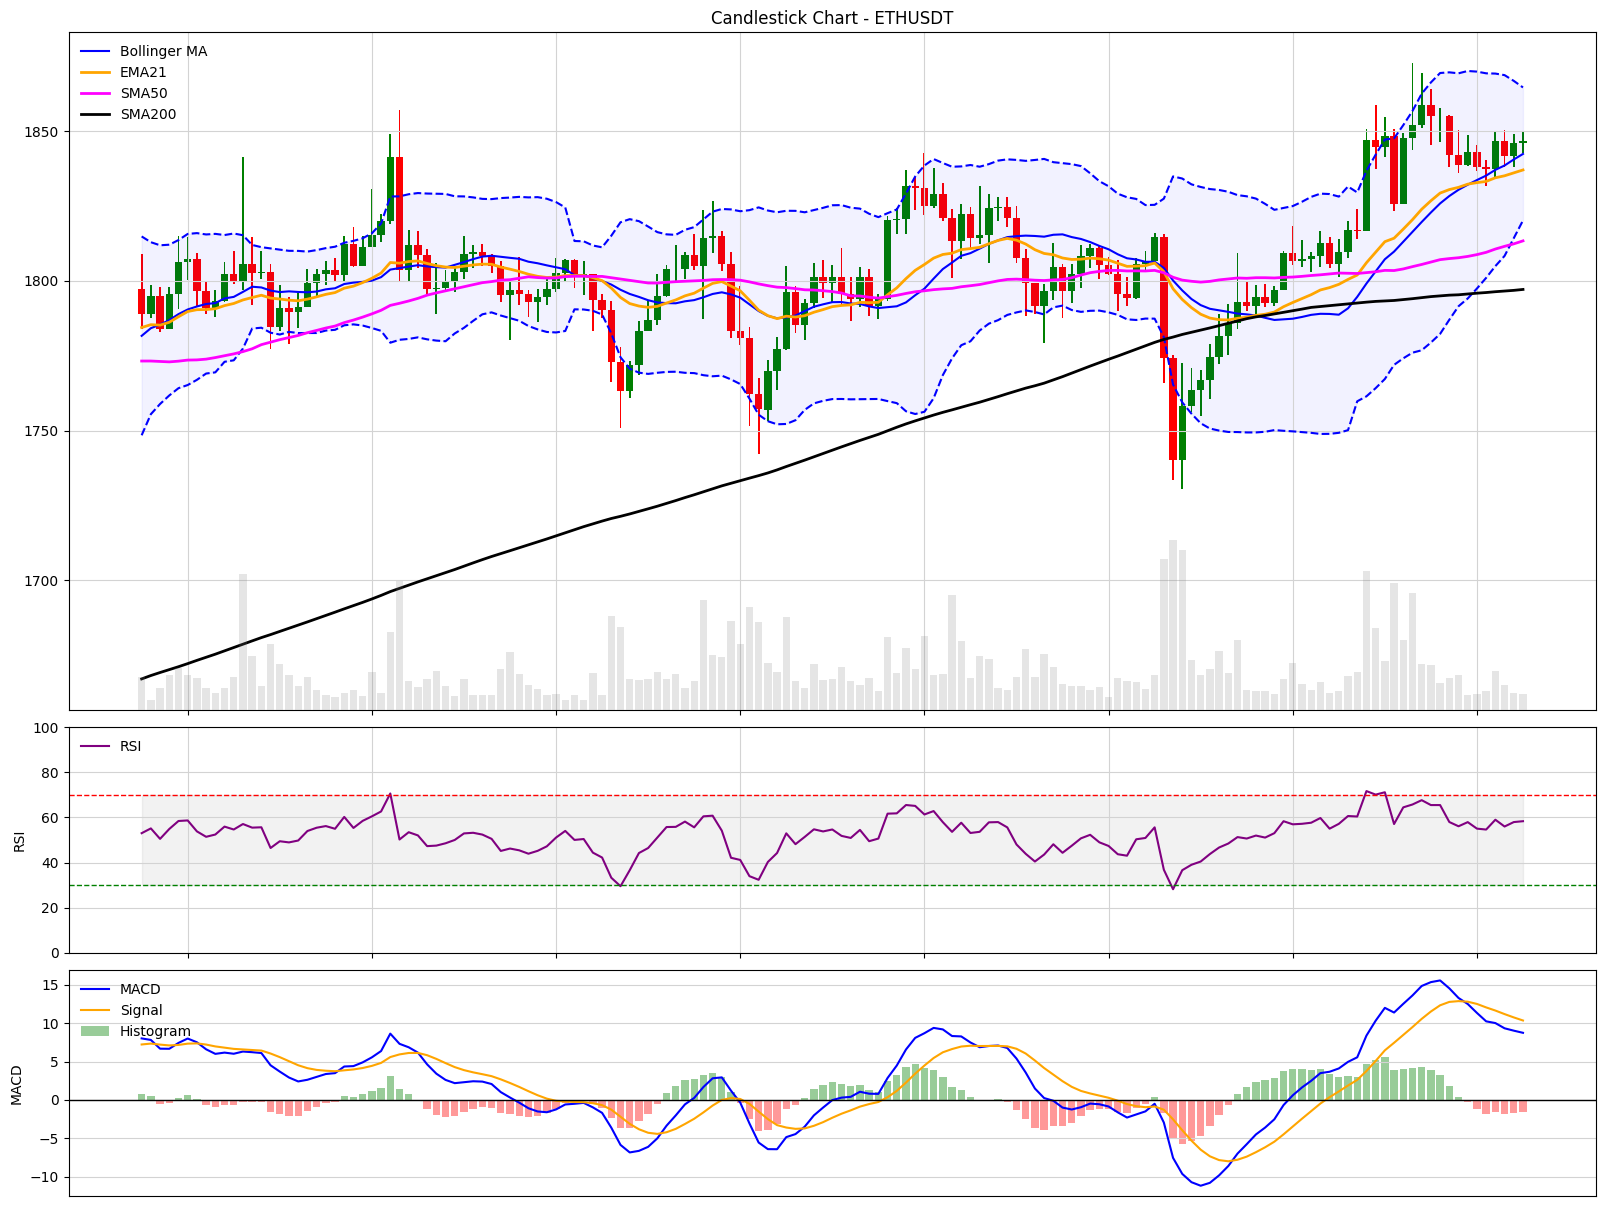 Candlestick Chart - ETHUSDT
Bollinger MA
EMA21
SMA50
SMA200
1850
1800
1750
1700
100
80
60
40
20
0
RSI
RSI
15
10
5
0
−5
−10
MACD
MACD
Signal
Histogram